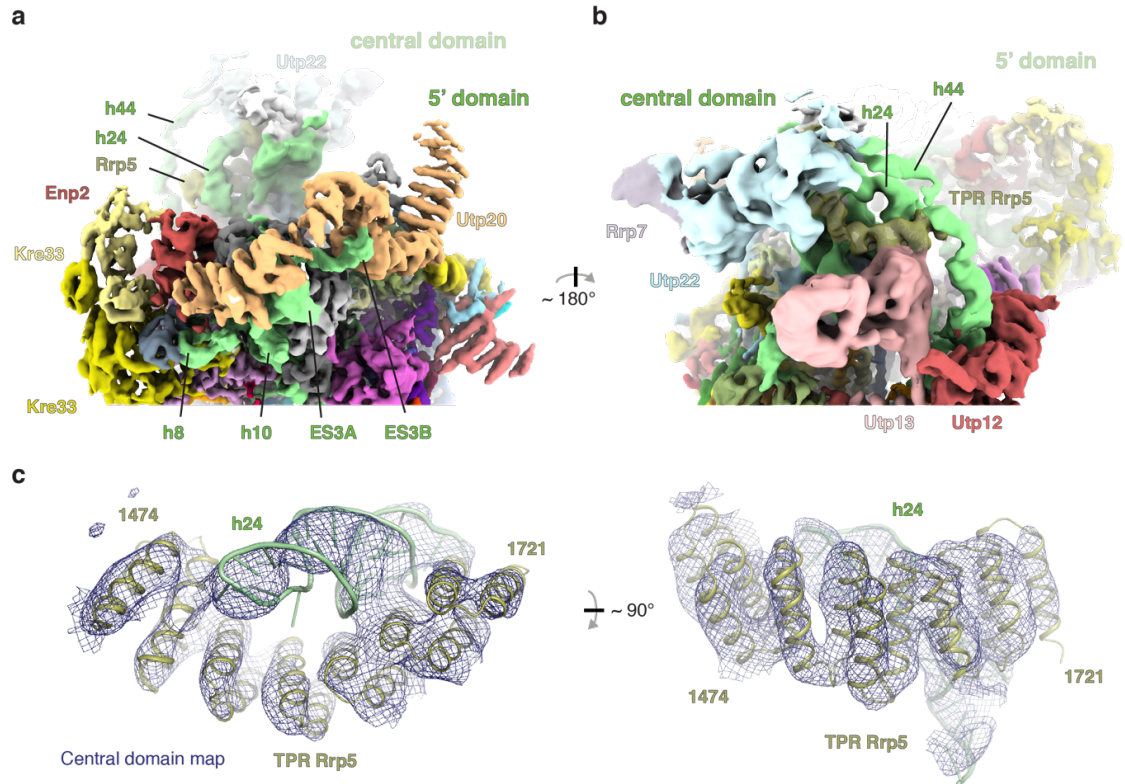 a
central domain
Utp22
5' domain
h44
h24
Rrp5
Enp2
Utp20
Kre33
Kre33
h8
h10
ES3A
ES3B
~ 180°
b
5' domain
central domain
h44
h24
TPR Rrp5
Rrp7
Utp22
Utp13
Utp12
c
1474
h24
1721
Central domain map
TPR Rrp5
~ 90°
h24
1474
1721
TPR Rrp5